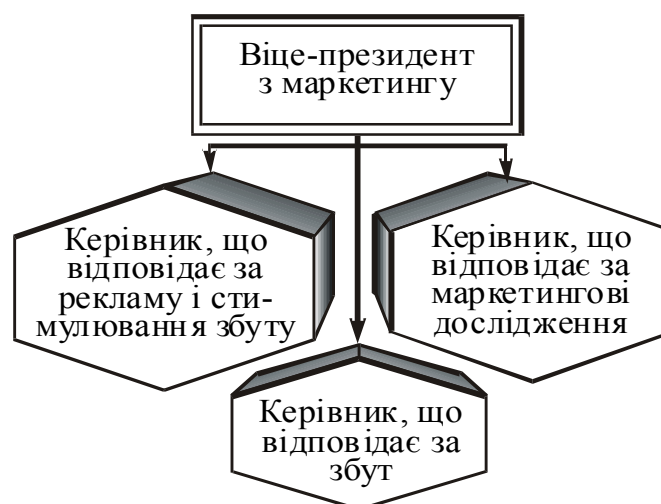 Віце-президент
з маркетингу
Керівник, що
відповідає за
рекламу і сти-
мулювання збуту
Керівник, що
відповідає за
маркетингові
дослідження
Керівник, що
відповідає за
збут